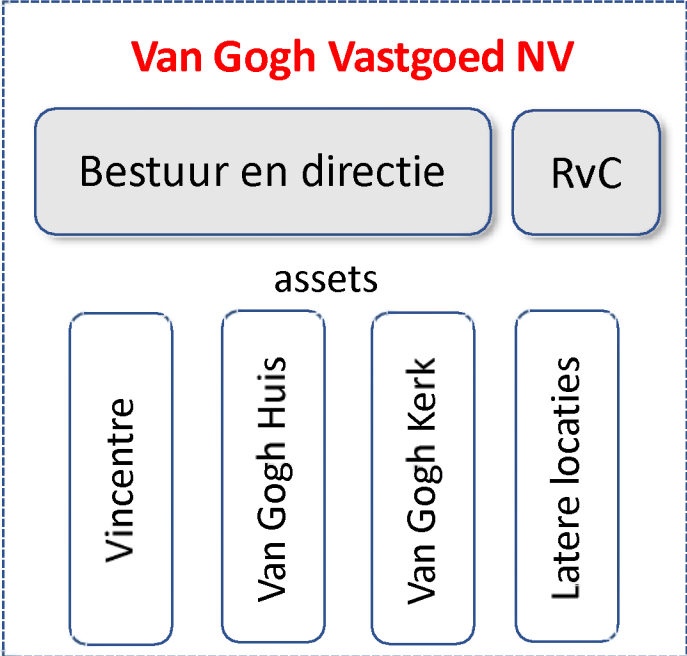 Van Gogh Vastgoed NV
Bestuur en directie
RvC
assets
Vincentre
Van Gogh Huis
Van Gogh Kerk
Latere locaties